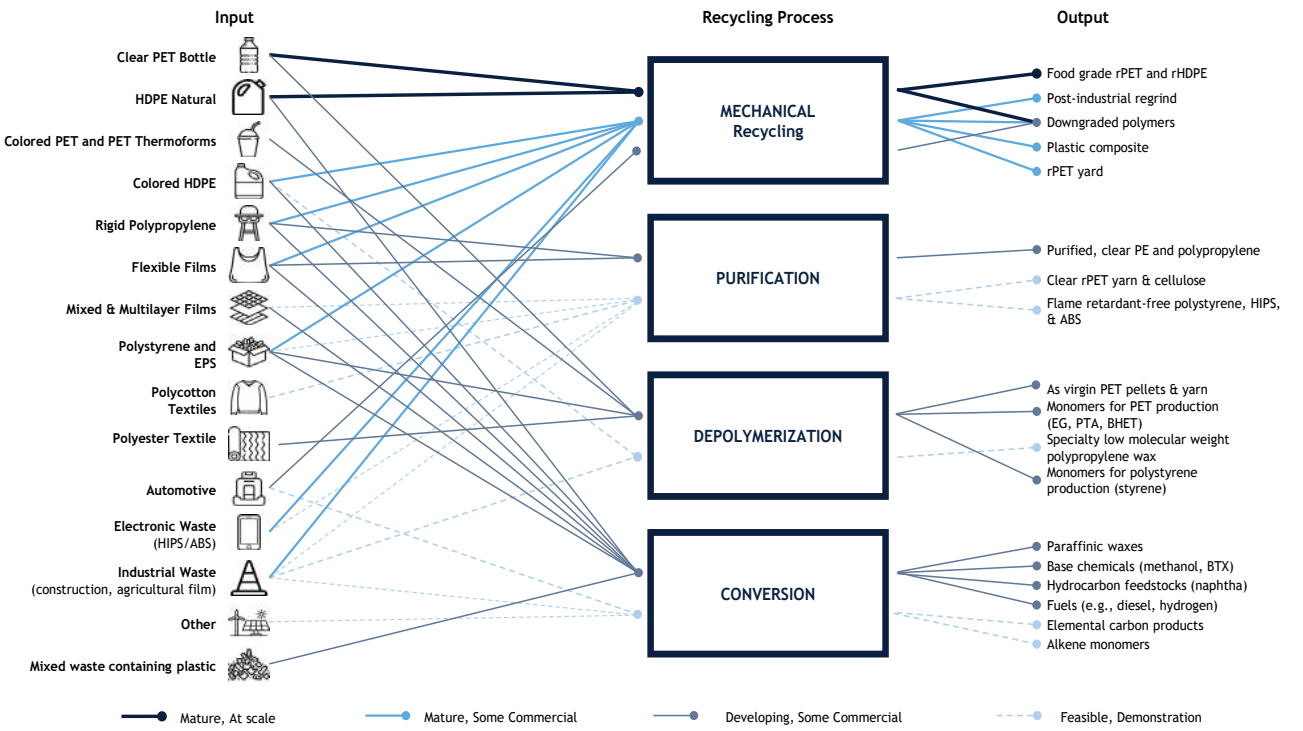 Input
Recycling Process
Output
Clear PET Bottle
HDPE Natural
Colored PET and PET Thermoforms
Colored HDPE
Rigid Polypropylene
Flexible Films
Mixed & Multilayer Films
Polystyrene and
EPS
Polycotton
Textiles
Polyester Textile
Automotive
Electronic Waste
(HIPS/ABS)
Industrial Waste
(construction, agricultural film)
Other
Mixed waste containing plastic
MECHANICAL
Recycling
PURIFICATION
DEPOLYMERIZATION
CONVERSION
Food grade rPET and rHDPE
Post-industrial regrind
Downgraded polymers
Plastic composite
rPET yard
Purified, clear PE and polypropylene
Clear rPET yarn & cellulose
Flame retardant-free polystyrene, HIPS,
& ABS
As virgin PET pellets & yarn
Monomers for PET production
(EG, PTA, BHET)
Specialty low molecular weight
polypropylene wax
Monomers for polystyrene
production (styrene)
Paraffinic waxes
Base chemicals (methanol, BTX)
Hydrocarbon feedstocks (naphtha)
Fuels (e.g., diesel, hydrogen)
Elemental carbon products
Alkene monomers
Mature, At scale
Mature, Some Commercial
Developing, Some Commercial
Feasible, Demonstration